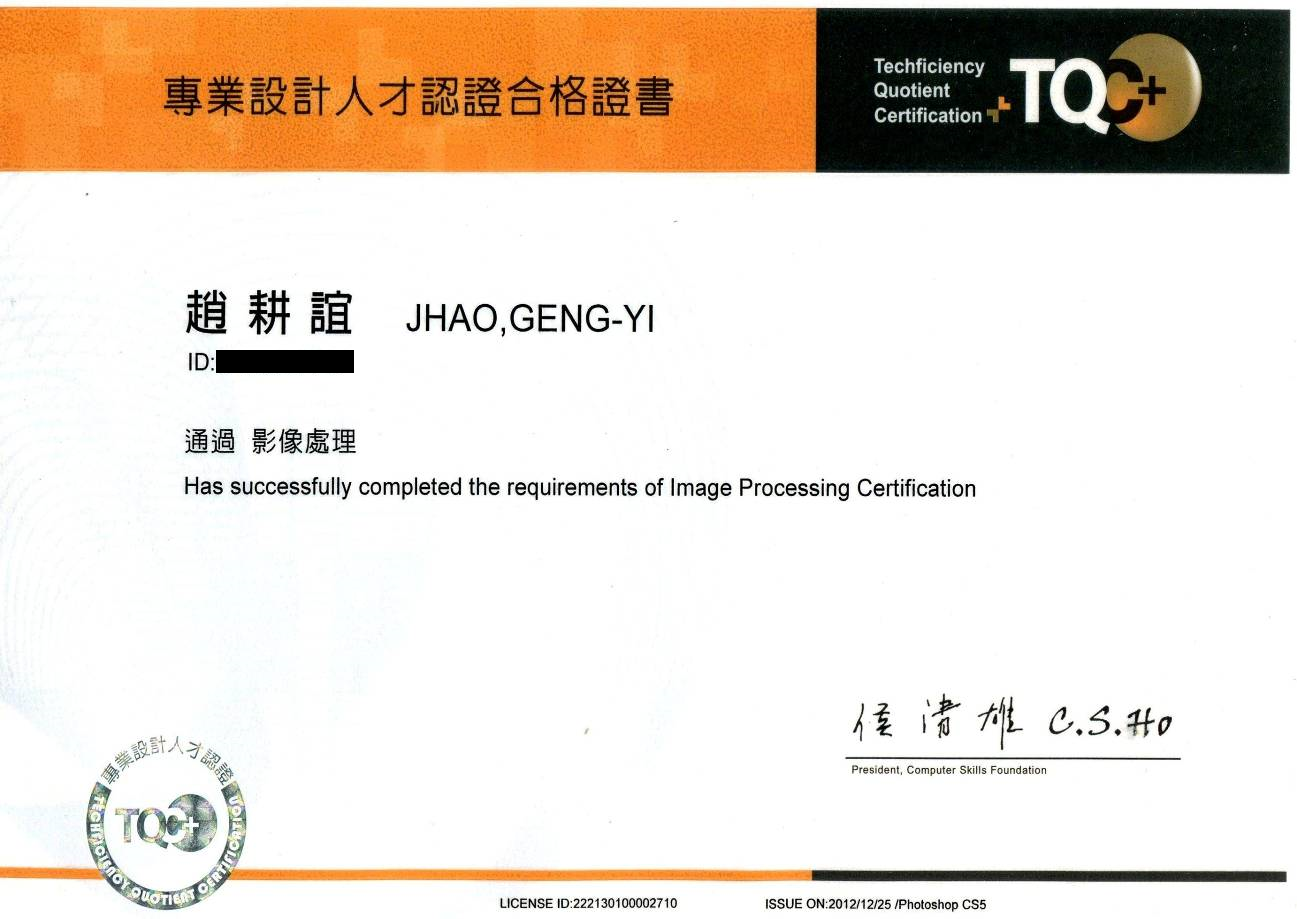 專業設計人才認證合格證書
Techficiency
Quotient
Certification
TQC+
趙耕誼 JHAO,GENG-YI
ID:
通過 影像處理
Has successfully completed the requirements of Image Processing Certification
侯清雄 C.S.Ho
President, Computer Skills Foundation
專業設計人才認證
TQC+
TECHFICIENCY QUOTIENT CERTIFICATION
LICENSE ID:222130100002710 ISSUE ON:2012/12/25 /Photoshop CS5